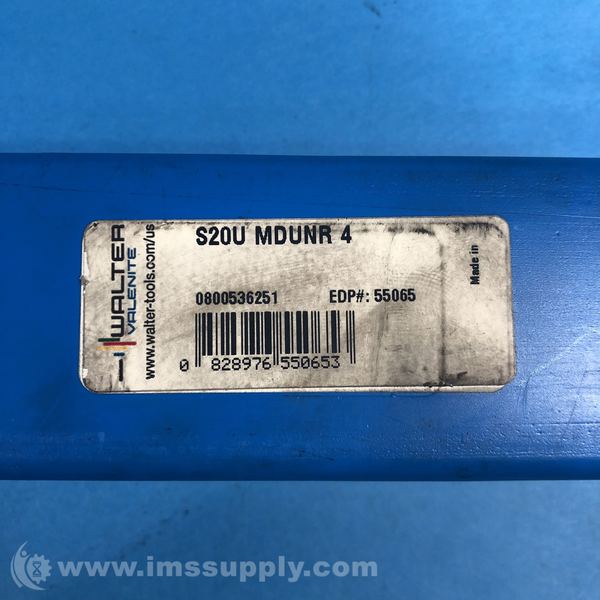 WALTER
VALENITE
www.walter-tools.com/us
S20U MDUNR 4
0800536251 EDP#: 55065
0 828976 550653
Made in
www.imssupply.com